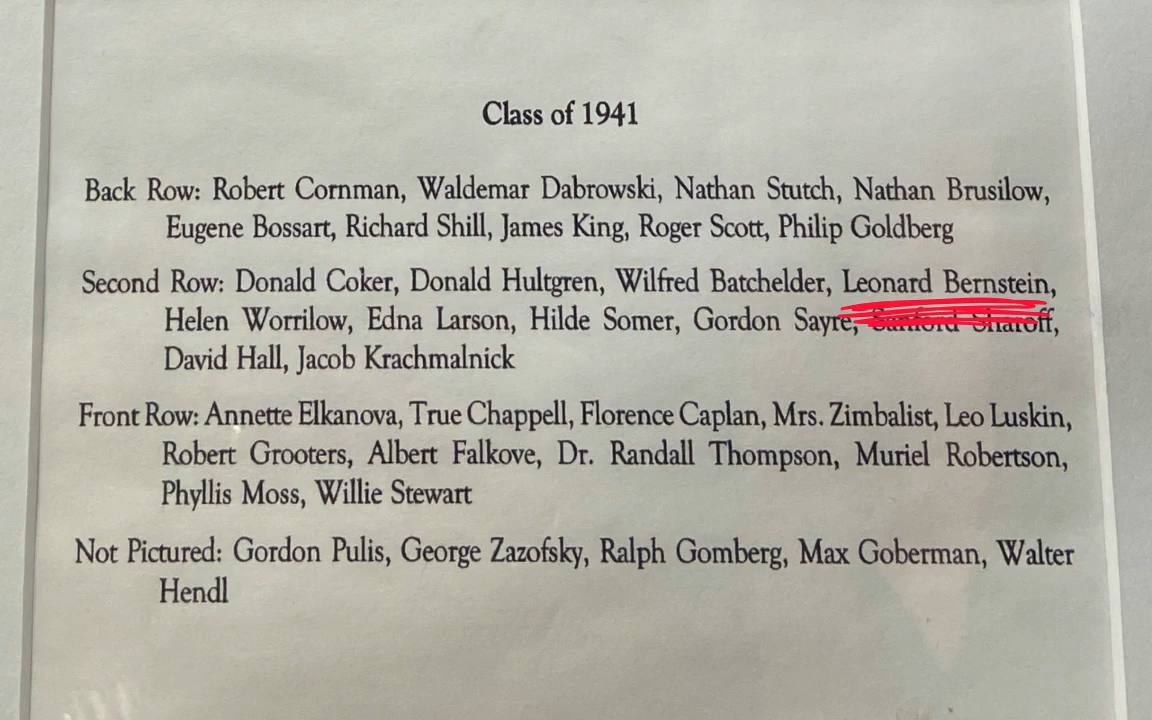 Class of 1941
Back Row: Robert Cornman, Waldemar Dabrowski, Nathan Stutch, Nathan Brusilow,
Eugene Bossart, Richard Shill, James King, Roger Scott, Philip Goldberg
Second Row: Donald Coker, Donald Hultgren, Wilfred Batchelder, Leonard Bernstein,
Helen Worrilow, Edna Larson, Hilde Somer, Gordon Sayre, Sharoff,
David Hall, Jacob Krachmalnick
Front Row: Annette Elkanova, True Chappell, Florence Caplan, Mrs. Zimbalist, Leo Luskin,
Robert Grooters, Albert Falkove, Dr. Randall Thompson, Muriel Robertson,
Phyllis Moss, Willie Stewart
Not Pictured: Gordon Pulis, George Zazofsky, Ralph Gomberg, Max Goberman, Walter
Hendl